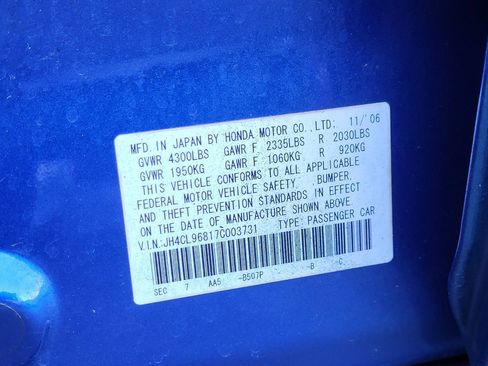 MFD. IN JAPAN BY HONDA MOTOR CO., LTD: 11/'06
GVWR 4300LBS GAWR F 2335LBS R 2030LBS
GVWR 1950KG GAWR F 1060KG R 920KG
THIS VEHICLE CONFORMS TO ALL APPLICABLE
FEDERAL MOTOR VEHICLE SAFETY, BUMPER,
AND THEFT PREVENTION STANDARDS IN EFFECT
ON THE DATE OF MANUFACTURE SHOWN ABOVE.
V.I.N:JH4CL96817C003731 TYPE: PASSENGER CAR
SEC 7 AA5 -B507P -B -C